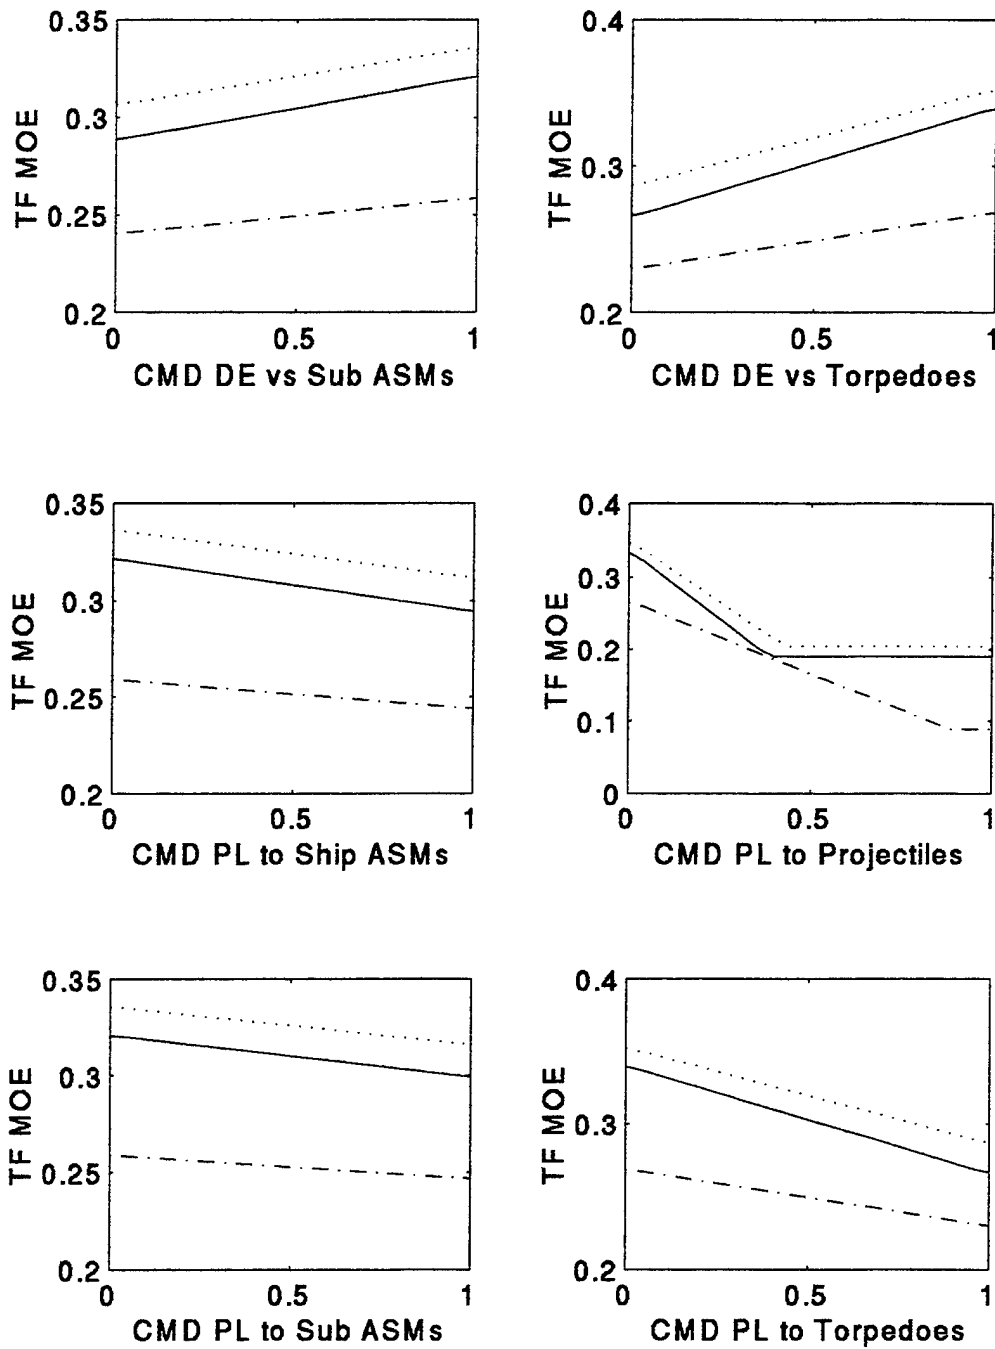 0.35
0.3
0.25
0.2
TF MOE
0 0.5 1
CMD DE vs Sub ASMs
0.4
0.3
0.2
TF MOE
0 0.5 1
CMD DE vs Torpedoes
0.35
0.3
0.25
0.2
TF MOE
0 0.5 1
CMD PL to Ship ASMs
0.4
0.3
0.2
0.1
0
TF MOE
0 0.5 1
CMD PL to Projectiles
0.35
0.3
0.25
0.2
TF MOE
0 0.5 1
CMD PL to Sub ASMs
0.4
0.3
0.2
TF MOE
0 0.5 1
CMD PL to Torpedoes